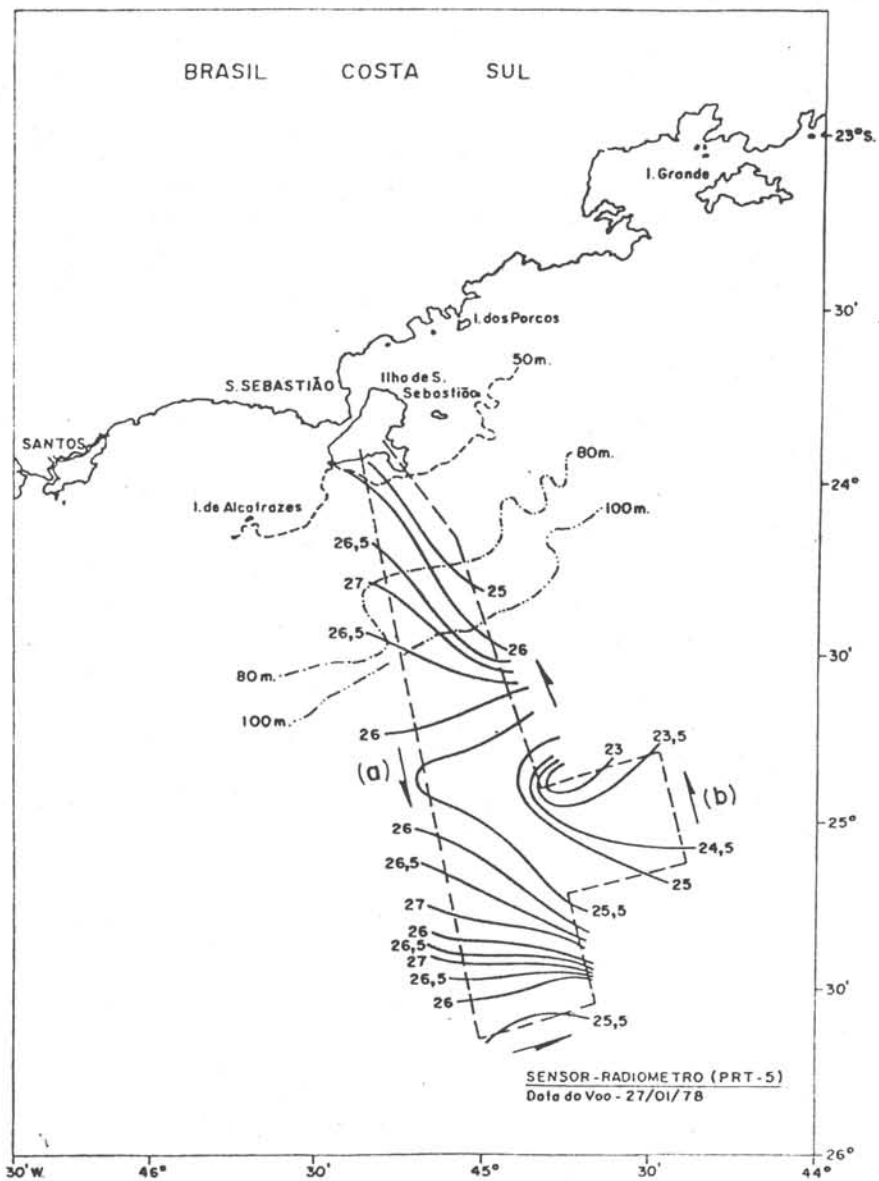 BRASIL COSTA SUL
23° S.
I. Grande
30'
I. dos Porcos
50m.
Ilha de S.
Sebastião
S. SEBASTIÃO
SANTOS
80m.
24°
100m.
I. de Alcatrazes
26,5
27
25
26,5
26
30'
80m.
100m.
26
23
23,5
(a)
(b)
25°
26
24,5
26,5
25
27
25,5
26
26,5
27
26,5
30'
26
25,5
SENSOR-RADIOMETRO (PRT-5)
Data do Voo - 27/01/78
26°
30' W. 46° 30' 45° 30' 44°